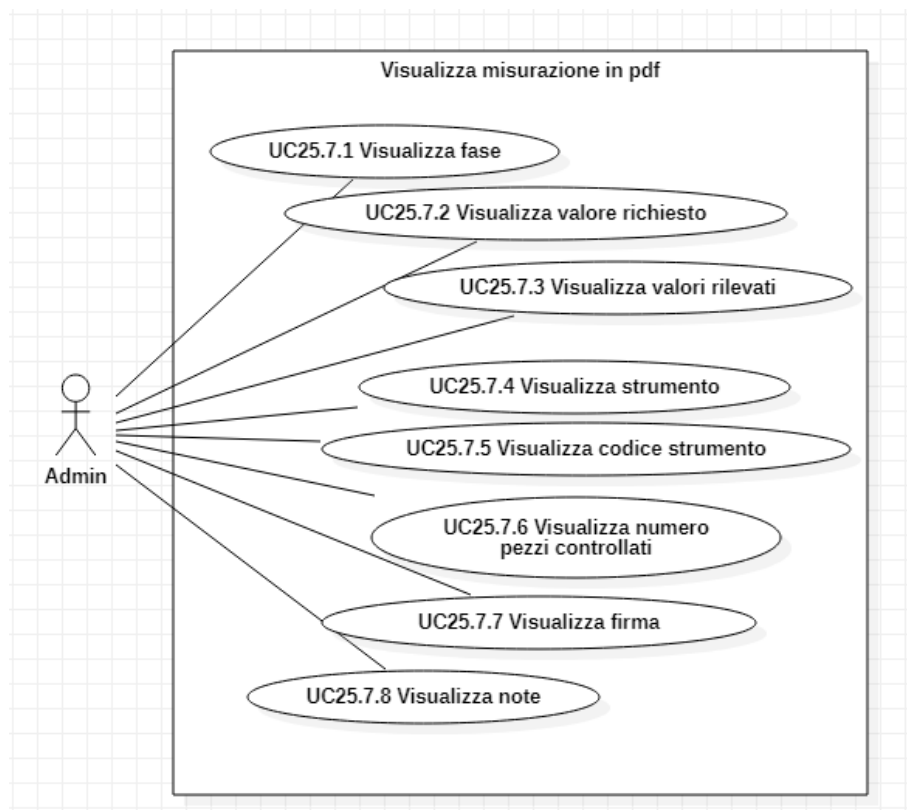 Visualizza misurazione in pdf
UC25.7.1 Visualizza fase
UC25.7.2 Visualizza valore richiesto
UC25.7.3 Visualizza valori rilevati
UC25.7.4 Visualizza strumento
UC25.7.5 Visualizza codice strumento
Admin
UC25.7.6 Visualizza numero
pezzi controllati
UC25.7.7 Visualizza firma
UC25.7.8 Visualizza note